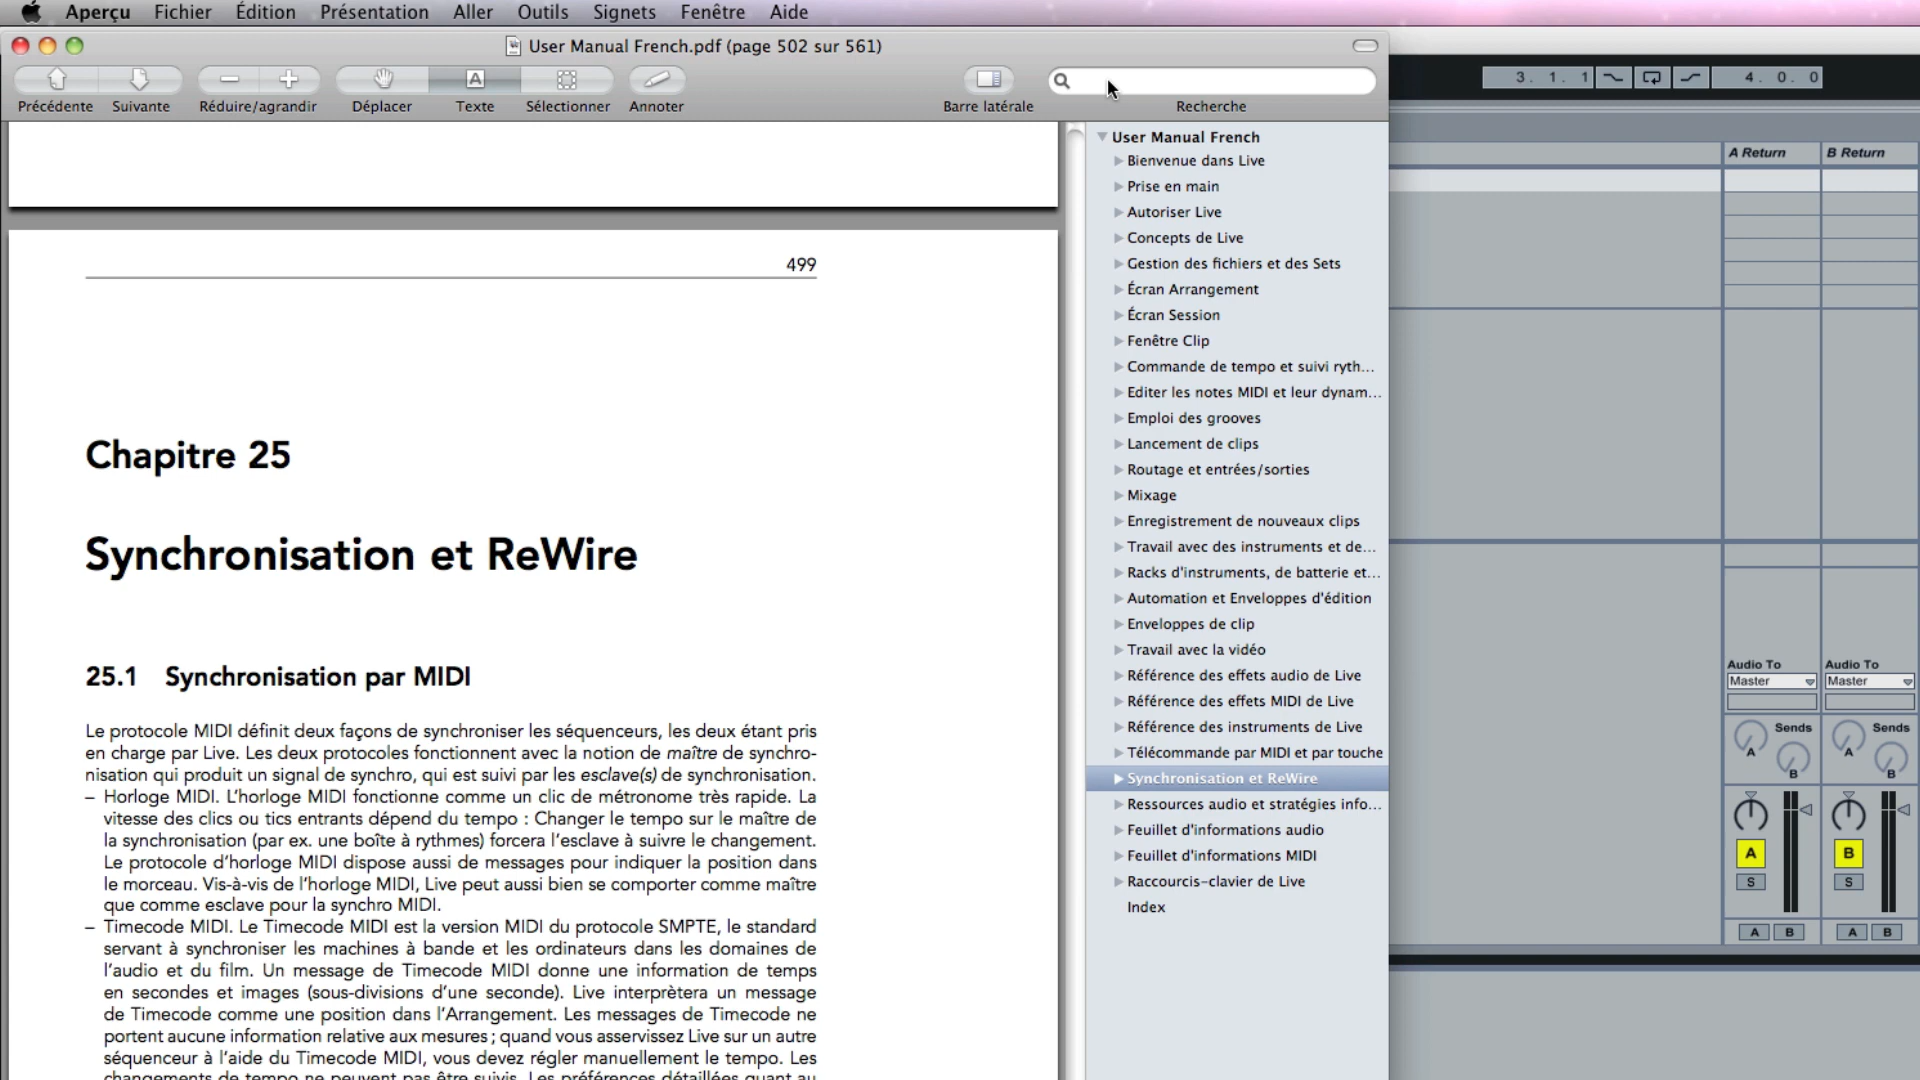 Aperçu Fichier Édition Présentation Aller Outils Signets Fenêtre Aide
User Manual French.pdf (page 502 sur 561)
Précédente Suivante Réduire/agrandir Déplacer Texte Sélectionner Annoter Barre latérale Recherche
3. 1. 1 4. 0. 0
499
Chapitre 25
Synchronisation et ReWire
25.1 Synchronisation par MIDI
Le protocole MIDI définit deux façons de synchroniser les séquenceurs, les deux étant pris
en charge par Live. Les deux protocoles fonctionnent avec la notion de maître de synchro-
nisation qui produit un signal de synchro, qui est suivi par les esclave(s) de synchronisation.
– Horloge MIDI. L'horloge MIDI fonctionne comme un clic de métronome très rapide. La
vitesse des clics ou tics entrants dépend du tempo : Changer le tempo sur le maître de
la synchronisation (par ex. une boîte à rythmes) forcera l'esclave à suivre le changement.
Le protocole d'horloge MIDI dispose aussi de messages pour indiquer la position dans
le morceau. Vis-à-vis de l'horloge MIDI, Live peut aussi bien se comporter comme maître
que comme esclave pour la synchro MIDI.
– Timecode MIDI. Le Timecode MIDI est la version MIDI du protocole SMPTE, le standard
servant à synchroniser les machines à bande et les ordinateurs dans les domaines de
l'audio et du film. Un message de Timecode MIDI donne une information de temps
en secondes et images (sous-divisions d'une seconde). Live interprètera un message
de Timecode comme une position dans l'Arrangement. Les messages de Timecode ne
portent aucune information relative aux mesures ; quand vous asservissez Live sur un autre
séquenceur à l'aide du Timecode MIDI, vous devez régler manuellement le tempo. Les
changements de tempo ne peuvent pas être suivis. Les préférences détaillées quant au
User Manual French
Bienvenue dans Live
Prise en main
Autoriser Live
Concepts de Live
Gestion des fichiers et des Sets
Écran Arrangement
Écran Session
Fenêtre Clip
Commande de tempo et suivi ryth...
Editer les notes MIDI et leur dynam...
Emploi des grooves
Lancement de clips
Routage et entrées/sorties
Mixage
Enregistrement de nouveaux clips
Travail avec des instruments et de...
Racks d'instruments, de batterie et...
Automation et Enveloppes d'édition
Enveloppes de clip
Travail avec la vidéo
Référence des effets audio de Live
Référence des effets MIDI de Live
Référence des instruments de Live
Télécommande par MIDI et par touche
Synchronisation et ReWire
Ressources audio et stratégies info...
Feuillet d'informations audio
Feuillet d'informations MIDI
Raccourcis-clavier de Live
Index
A Return B Return
Audio To Audio To
Master Master
Sends Sends
A A
B B
A B
S S
A B A B